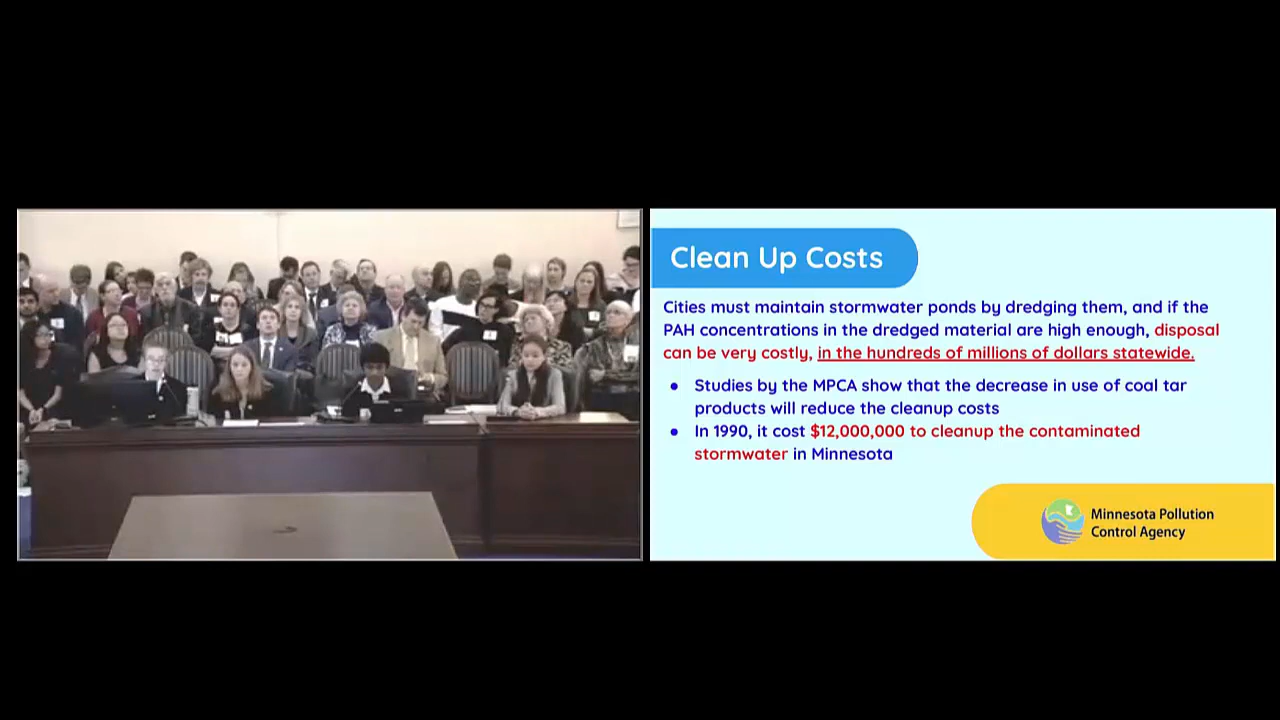 Clean Up Costs
Cities must maintain stormwater ponds by dredging them, and if the
PAH concentrations in the dredged material are high enough, disposal
can be very costly, in the hundreds of millions of dollars statewide.
● Studies by the MPCA show that the decrease in use of coal tar
products will reduce the cleanup costs
● In 1990, it cost $12,000,000 to cleanup the contaminated
stormwater in Minnesota
Minnesota Pollution
Control Agency